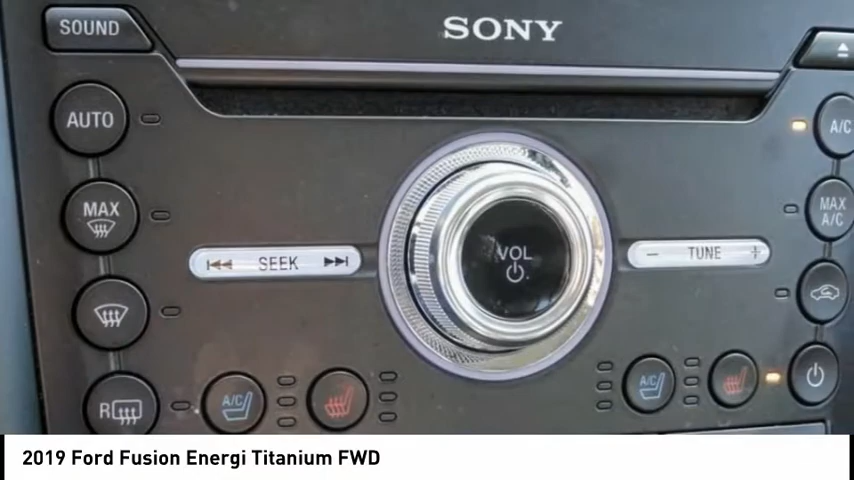 SOUND
SONY
AUTO
A/C
MAX
MAX
A/C
SEEK
VOL
TUNE
R
A/C
A/C
2019 Ford Fusion Energi Titanium FWD